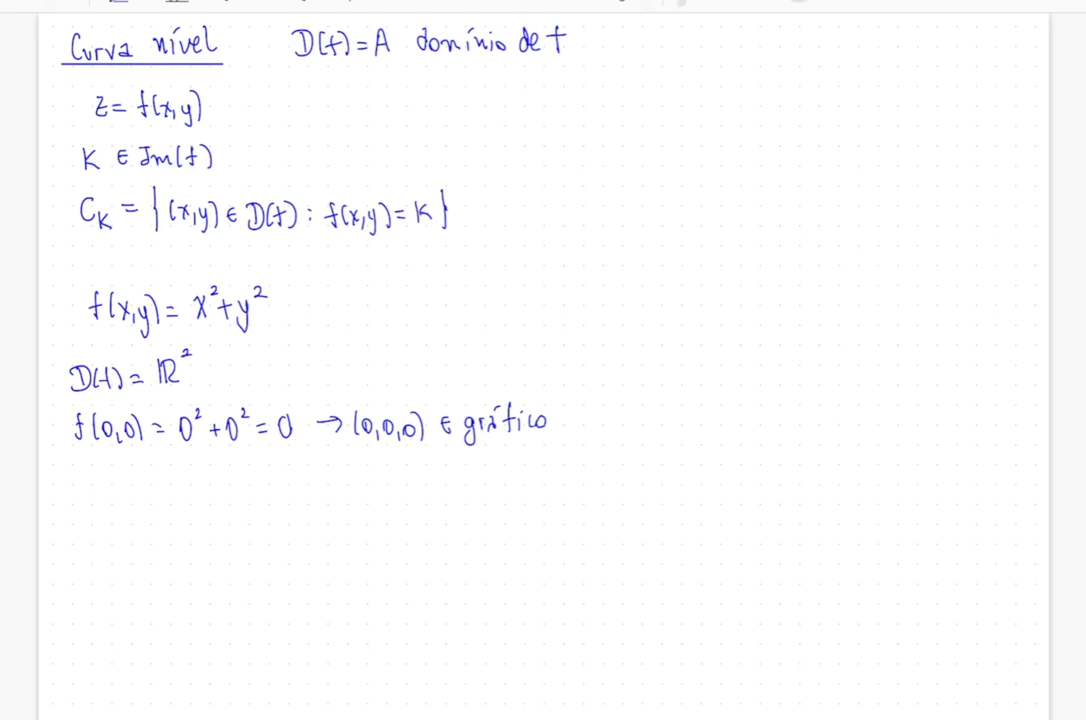 Curva nível D(f)=A domínio de f
z= f(x,y)
K ∈ Im(f)
C_K = {(x,y) ∈ D(f) : f(x,y)= K}
f(x,y)= x²+y²
D(f)= ℝ²
f(0,0)= 0²+0²= 0 → (0,0,0) ∈ gráfico